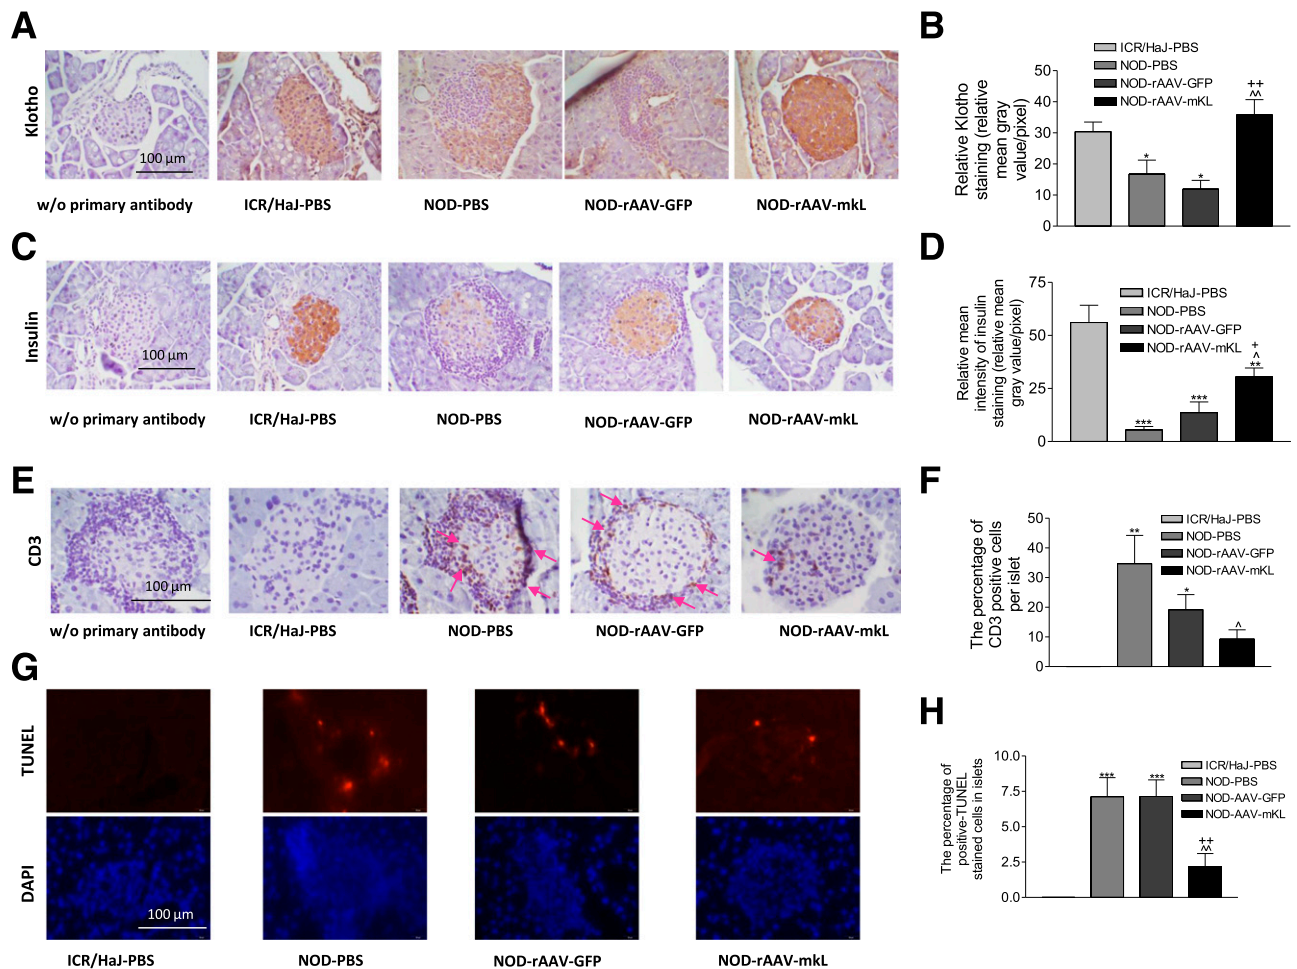 A
Klotho
100 µm
w/o primary antibody
ICR/HaJ-PBS
NOD-PBS
NOD-rAAV-GFP
NOD-rAAV-mkL
B
ICR/HaJ-PBS
NOD-PBS
NOD-rAAV-GFP
NOD-rAAV-mKL
Relative Klotho
staining (relative
mean gray
value/pixel)
50
40
30
20
10
0
*
*
++
^^
C
Insulin
100 µm
w/o primary antibody
ICR/HaJ-PBS
NOD-PBS
NOD-rAAV-GFP
NOD-rAAV-mkL
D
ICR/HaJ-PBS
NOD-PBS
NOD-rAAV-GFP
NOD-rAAV-mKL
Relative mean
intensity of insulin
staining (relative mean
gray value/pixel)
75
50
25
0
***
***
+
^
**
E
CD3
100 µm
w/o primary antibody
ICR/HaJ-PBS
NOD-PBS
NOD-rAAV-GFP
NOD-rAAV-mkL
F
ICR/HaJ-PBS
NOD-PBS
NOD-rAAV-GFP
NOD-rAAV-mKL
The percentage of
CD3 positive cells
per islet
50
40
30
20
10
0
**
*
^
G
TUNEL
DAPI
100 µm
ICR/HaJ-PBS
NOD-PBS
NOD-rAAV-GFP
NOD-rAAV-mkL
H
ICR/HaJ-PBS
NOD-PBS
NOD-AAV-GFP
NOD-AAV-mKL
The percentage of
positive-TUNEL
stained cells in islets
10.0
7.5
5.0
2.5
0.0
***
***
++
^^